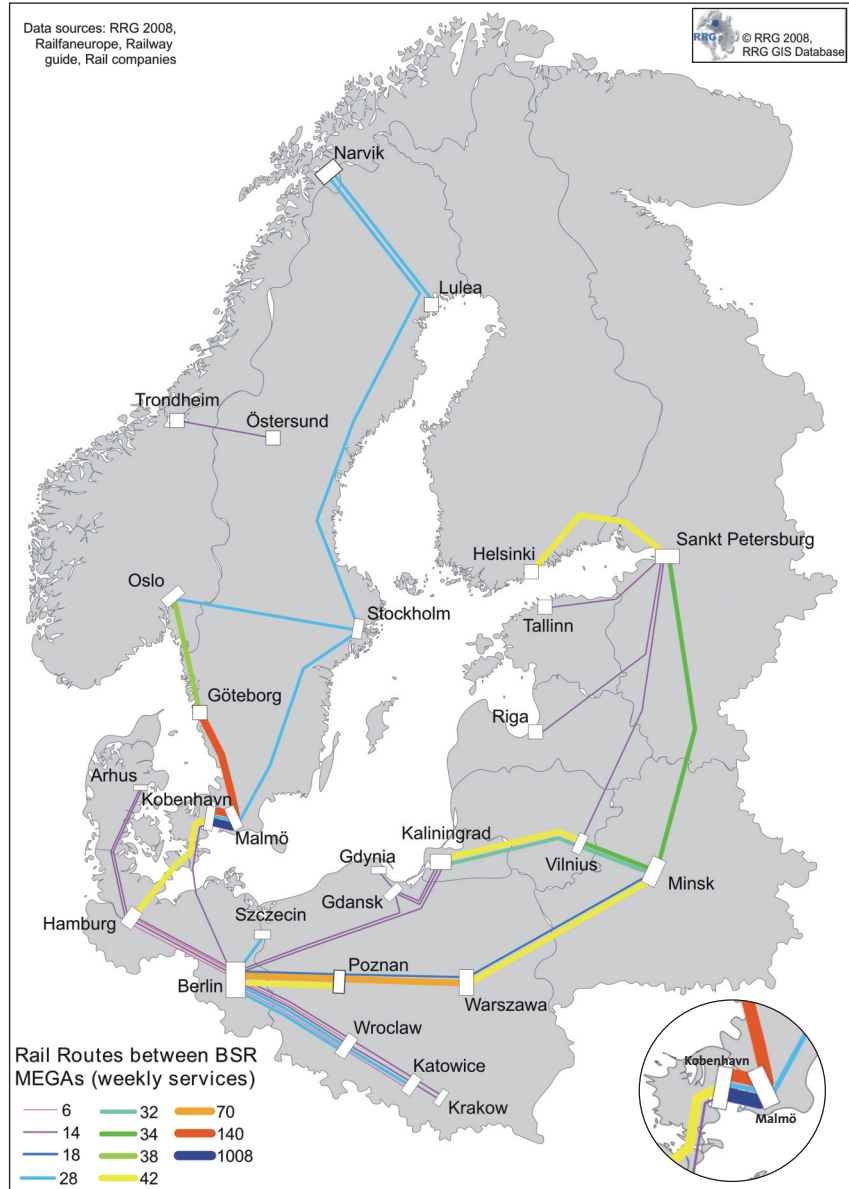 Data sources: RRG 2008,
Railfaneurope, Railway
guide, Rail companies
RRG
© RRG 2008,
RRG GIS Database
Narvik
Lulea
Trondheim
Östersund
Helsinki
Sankt Petersburg
Oslo
Stockholm
Tallinn
Göteborg
Riga
Arhus
Kobenhavn
Malmö
Kaliningrad
Gdynia
Vilnius
Minsk
Gdansk
Hamburg
Szczecin
Berlin
Poznan
Warszawa
Wroclaw
Katowice
Krakow
Rail Routes between BSR
MEGAs (weekly services)
6 32 70
14 34 140
18 38 1008
28 42
Kobenhavn
Malmö